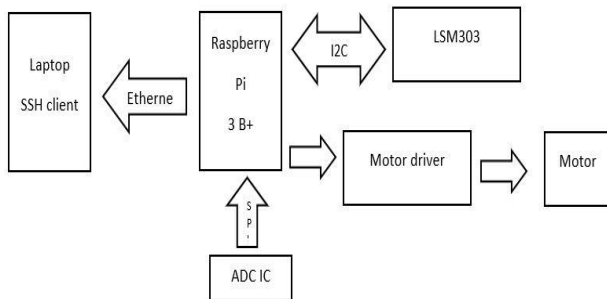 Laptop
SSH client
Etherne
Raspberry
Pi
3 B+
I2C
LSM303
Motor driver
Motor
S
P
ADC IC